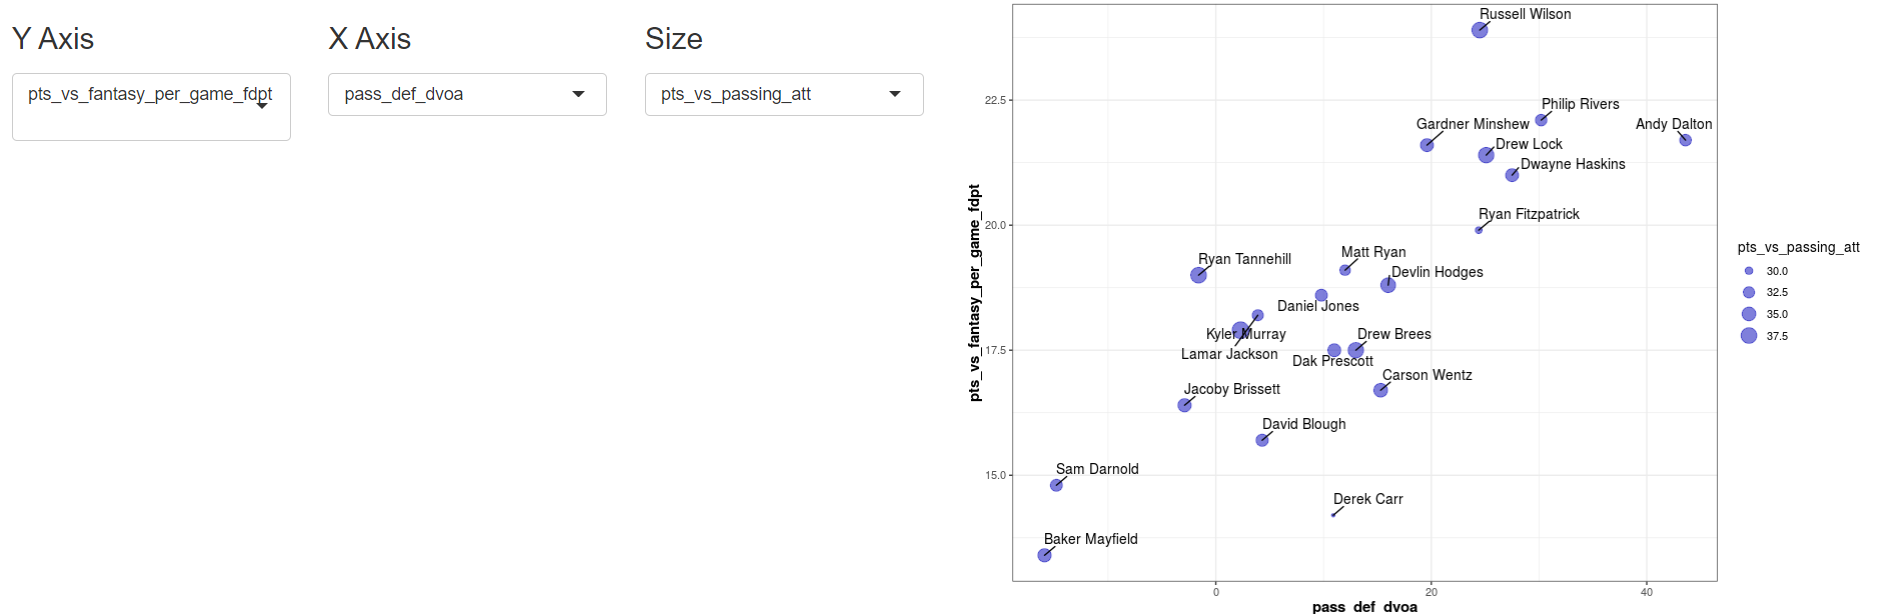 Y Axis
X Axis
Size
pts_vs_fantasy_per_game_fdpt
pass_def_dvoa
pts_vs_passing_att
pts_vs_fantasy_per_game_fdpt
22.5
20.0
17.5
15.0
Russell Wilson
Philip Rivers
Gardner Minshew
Andy Dalton
Drew Lock
Dwayne Haskins
Ryan Fitzpatrick
Matt Ryan
Ryan Tannehill
Devlin Hodges
Daniel Jones
Kyler Murray
Drew Brees
Lamar Jackson
Dak Prescott
Carson Wentz
Jacoby Brissett
David Blough
Sam Darnold
Derek Carr
Baker Mayfield
0
20
40
pass_def_dvoa
pts_vs_passing_att
30.0
32.5
35.0
37.5